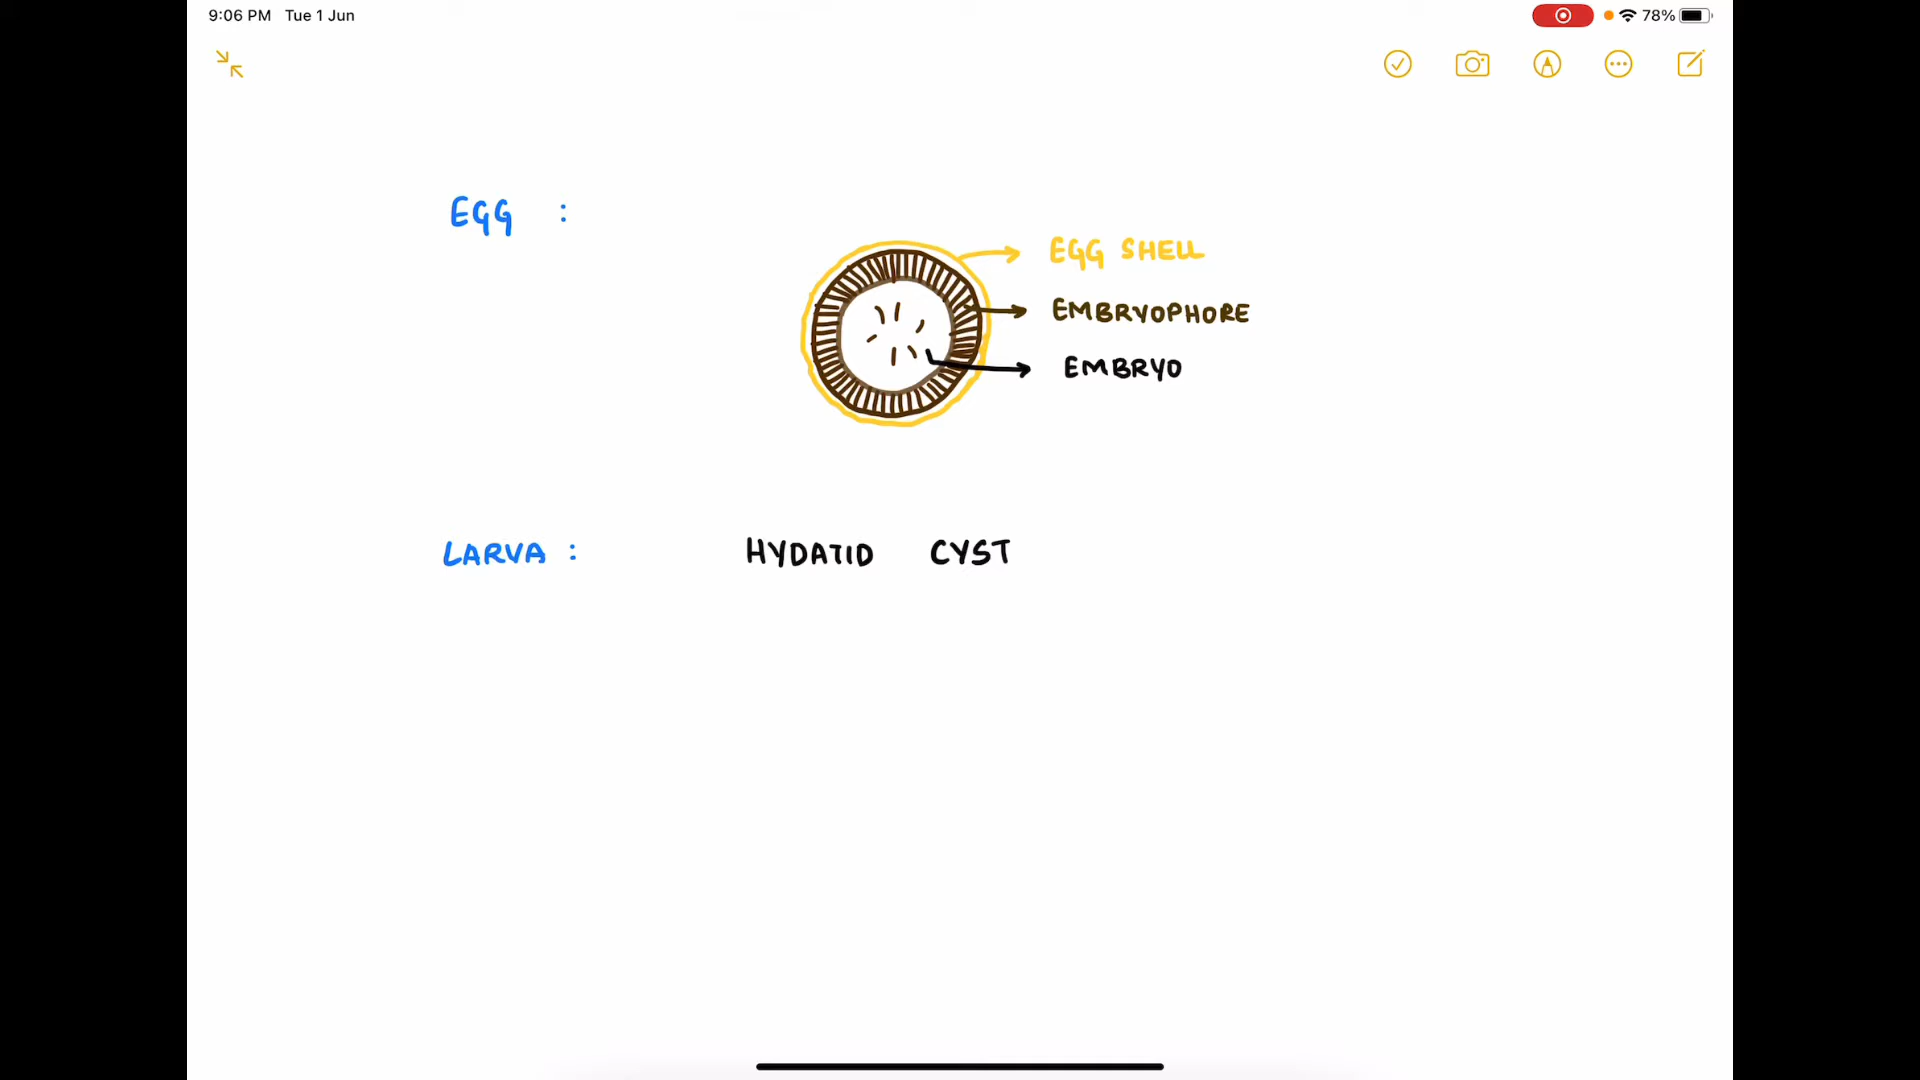 9:06 PM Tue 1 Jun
78%
EGG :
EGG SHELL
EMBRYOPHORE
EMBRYO
LARVA : HYDATID CYST